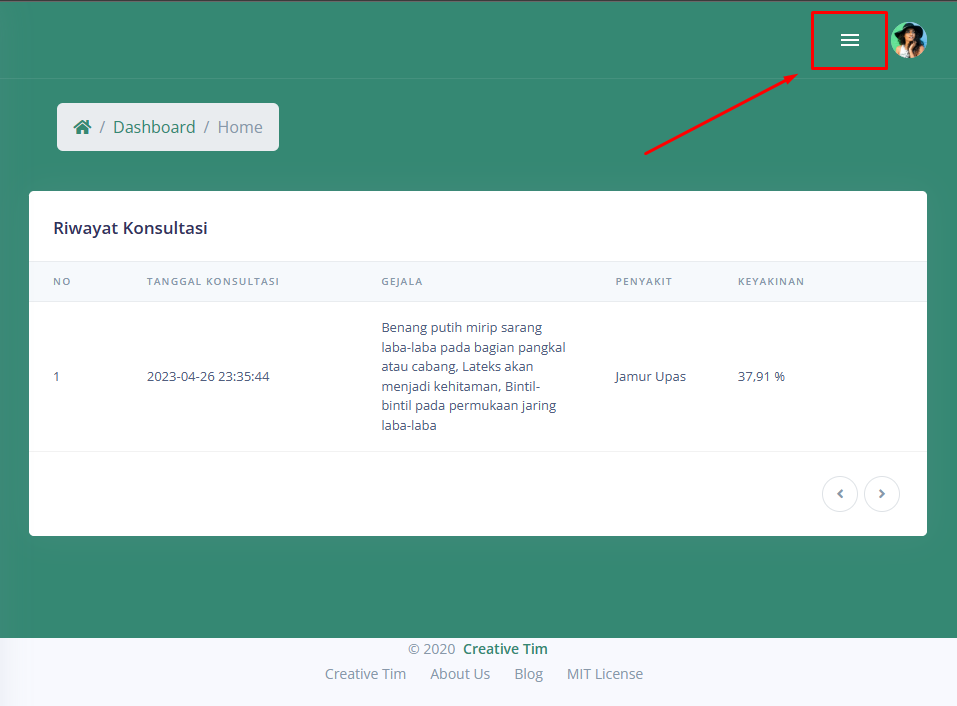 / Dashboard / Home
Riwayat Konsultasi
NO TANGGAL KONSULTASI GEJALA PENYAKIT KEYAKINAN
1 2023-04-26 23:35:44
Benang putih mirip sarang
laba-laba pada bagian pangkal
atau cabang, Lateks akan
menjadi kehitaman, Bintil-
bintil pada permukaan jaring
laba-laba
Jamur Upas 37,91 %
© 2020 Creative Tim
Creative Tim About Us Blog MIT License